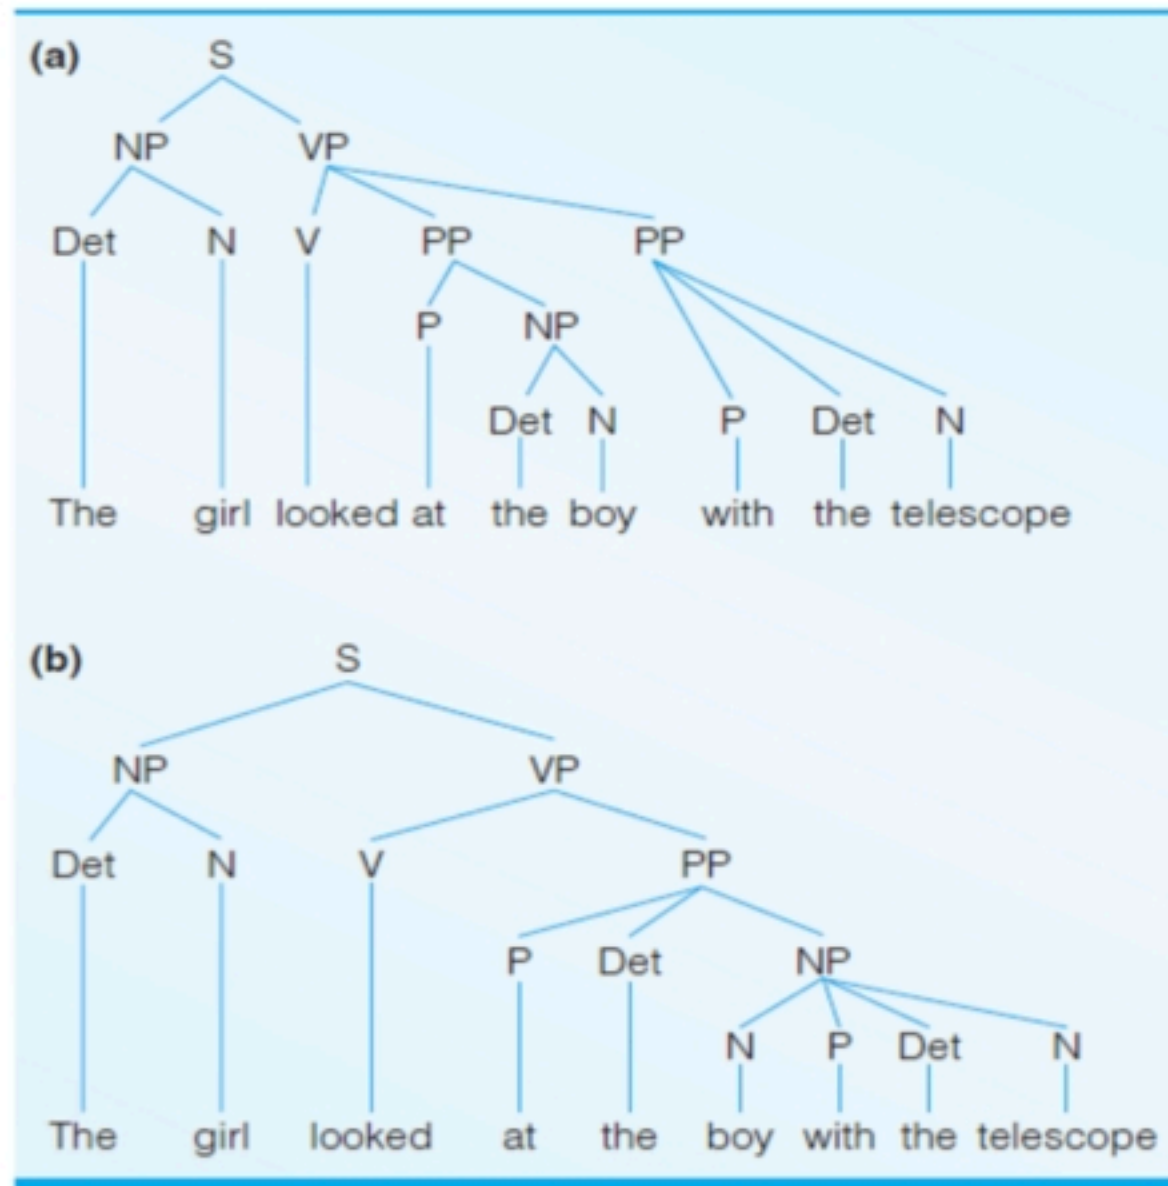 (a) S
NP VP
Det N V PP PP
P NP
Det N P Det N
The girl looked at the boy with the telescope
(b) S
NP VP
Det N V PP
P Det NP
N P Det N
The girl looked at the boy with the telescope